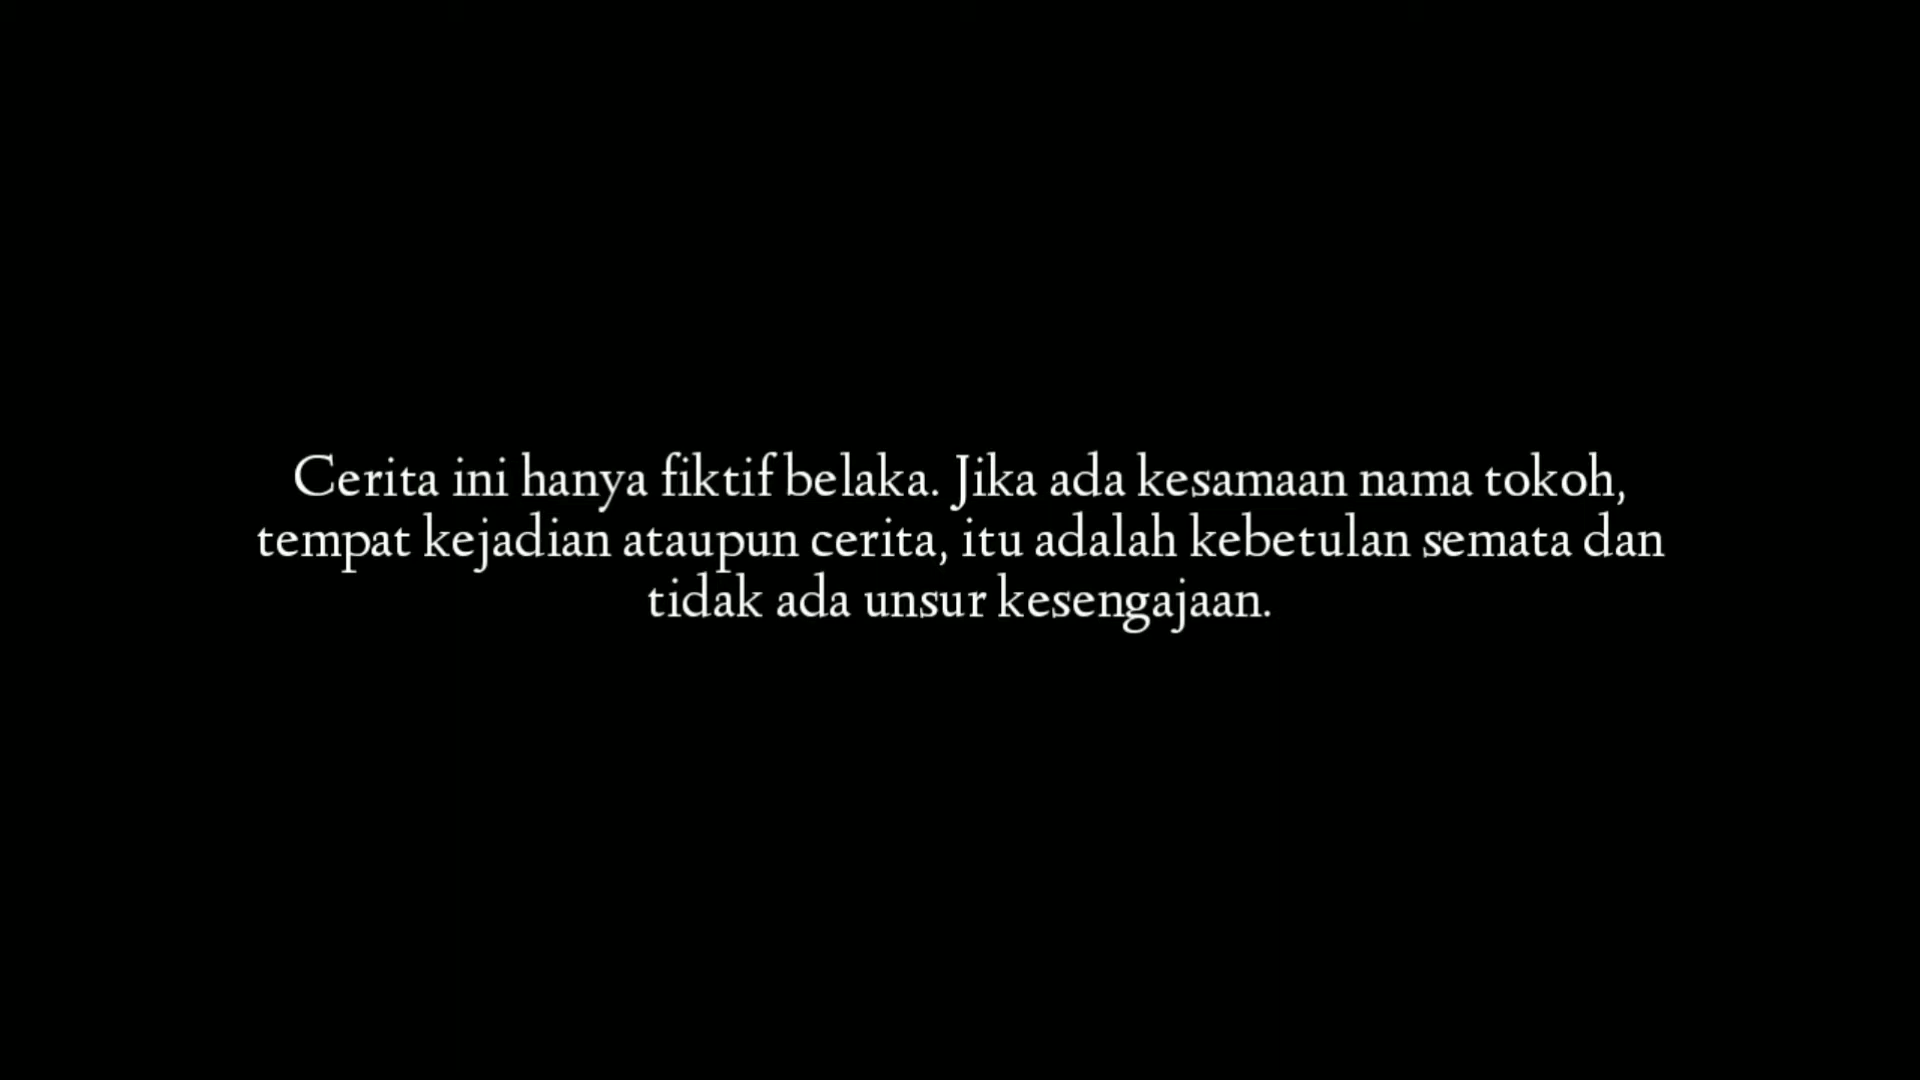 Cerita ini hanya fiktif belaka. Jika ada kesamaan nama tokoh,
tempat kejadian ataupun cerita, itu adalah kebetulan semata dan
tidak ada unsur kesengajaan.